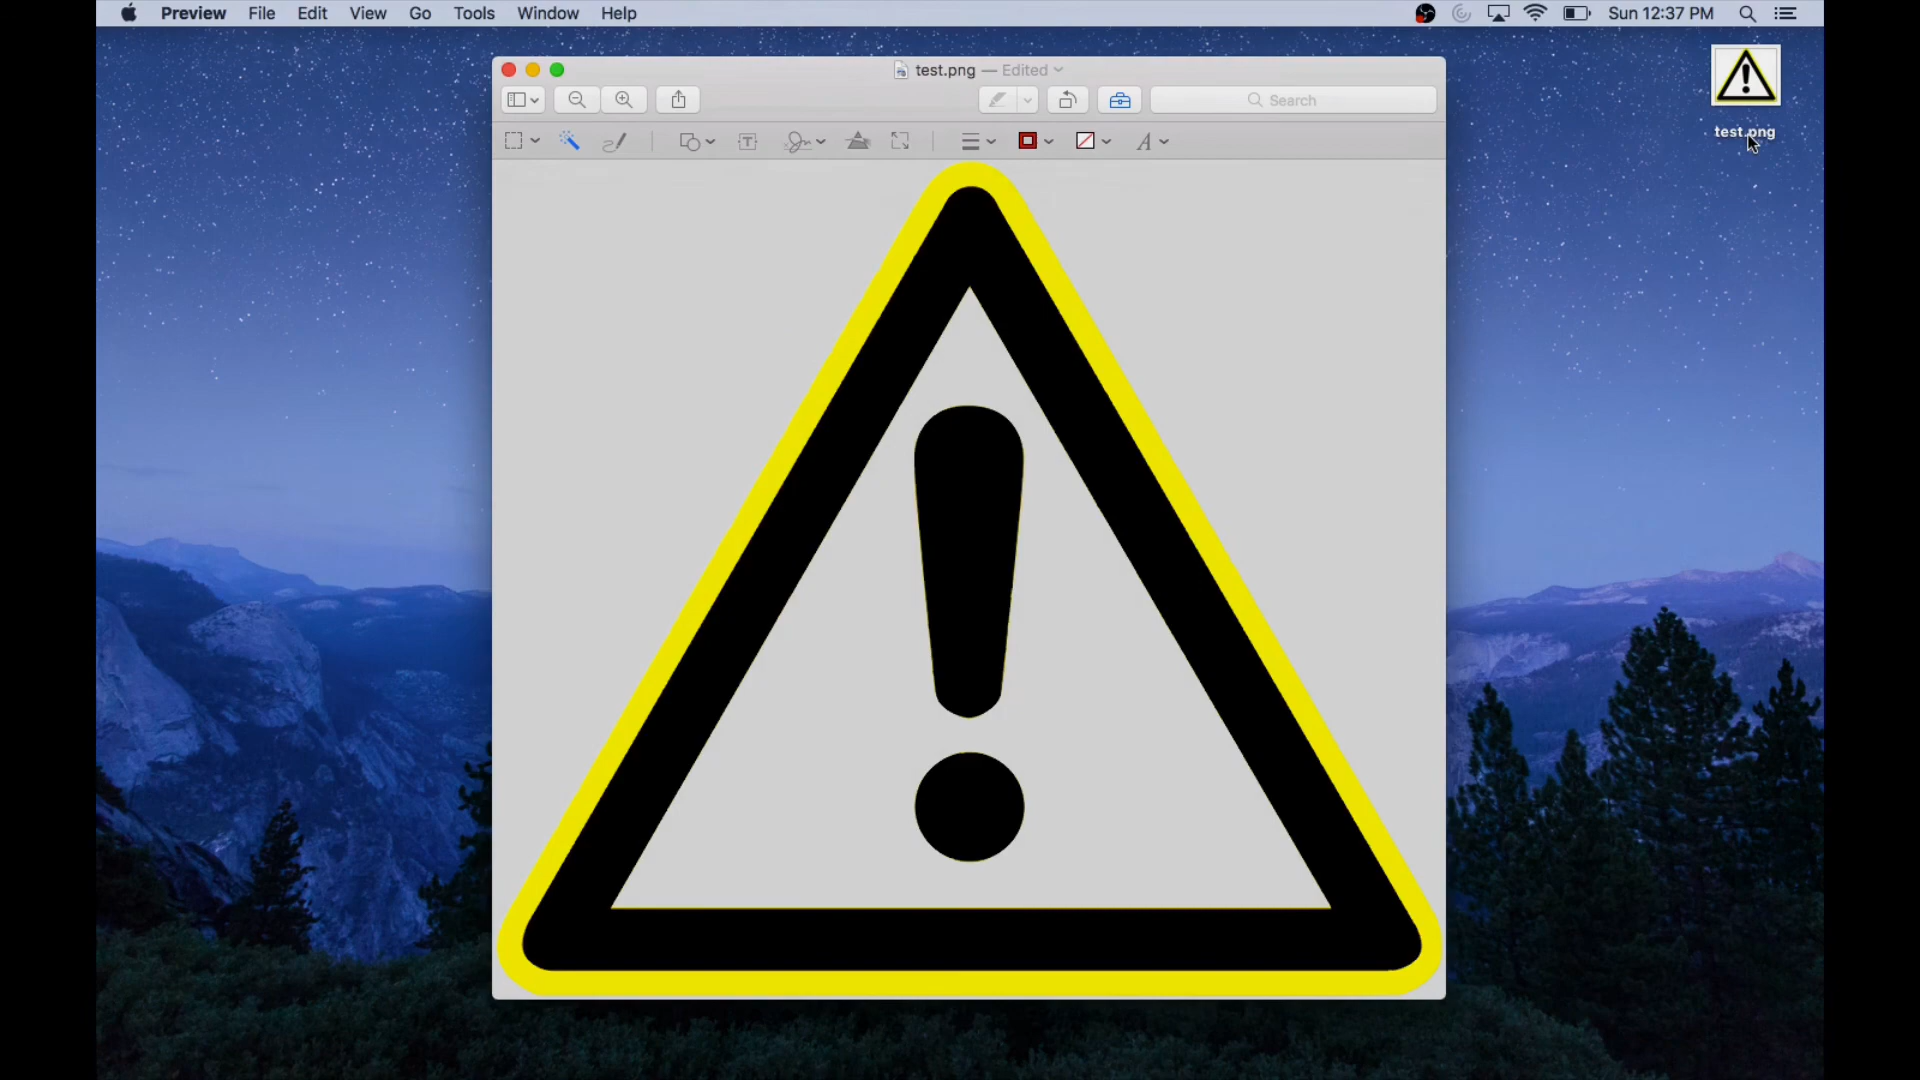 Preview File Edit View Go Tools Window Help Sun 12:37 PM
test.png — Edited
Search
test.png